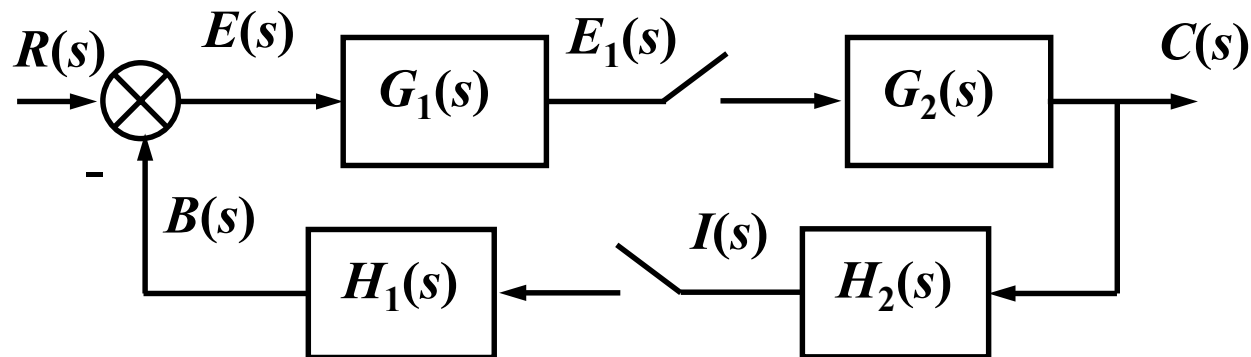 R(s)
E(s)
G₁(s)
E₁(s)
G₂(s)
C(s)
-
B(s)
H₁(s)
I(s)
H₂(s)